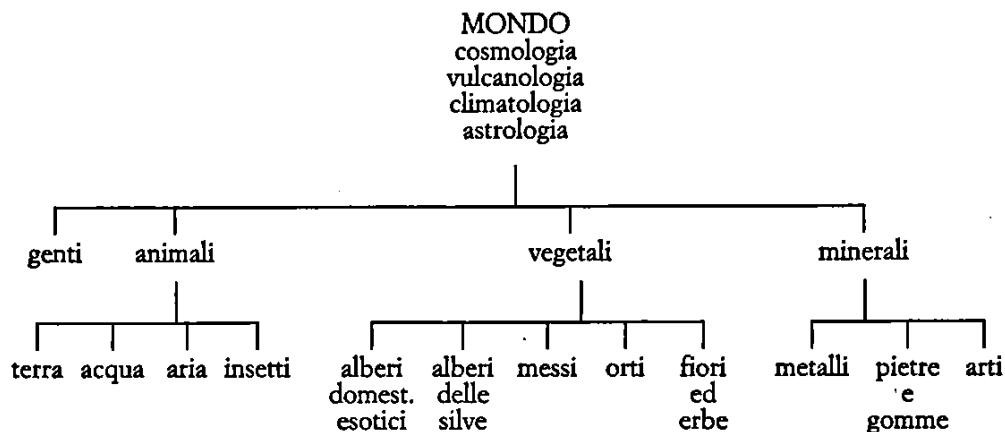 MONDO
cosmologia
vulcanologia
climatologia
astrologia
genti animali vegetali minerali
terra acqua aria insetti alberi alberi messi orti fiori metalli pietre arti
domest. delle ed e
esotici silve erbe gomme